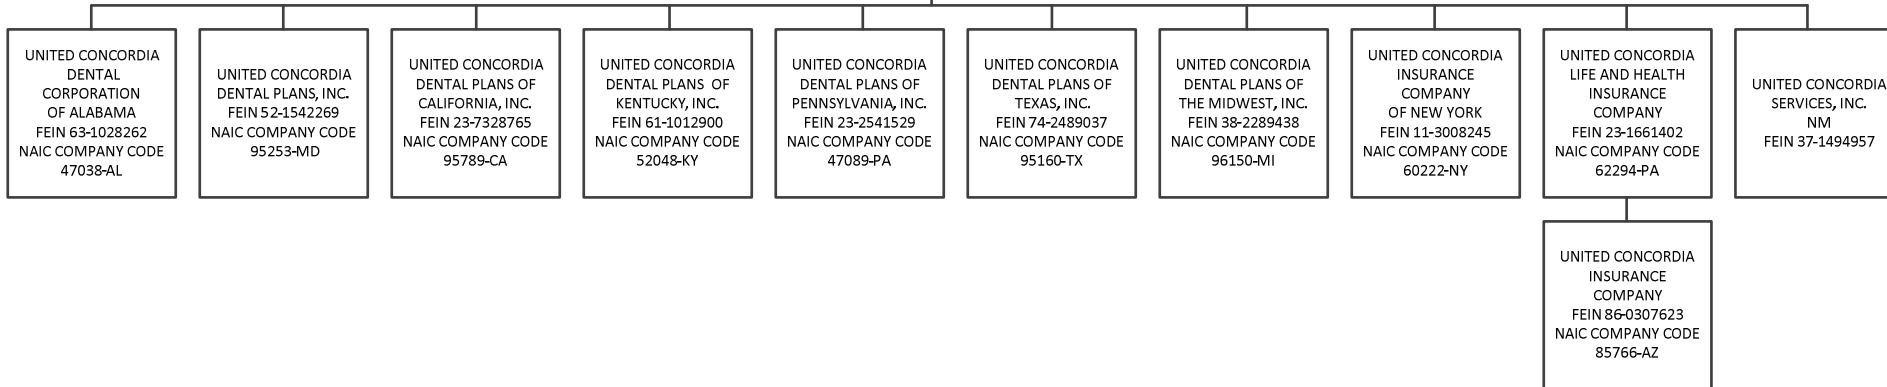 UNITED CONCORDIA
DENTAL
CORPORATION
OF ALABAMA
FEIN 63-1028262
NAIC COMPANY CODE
47038-AL
UNITED CONCORDIA
DENTAL PLANS, INC.
FEIN 52-1542269
NAIC COMPANY CODE
95253-MD
UNITED CONCORDIA
DENTAL PLANS OF
CALIFORNIA, INC.
FEIN 23-7328765
NAIC COMPANY CODE
95789-CA
UNITED CONCORDIA
DENTAL PLANS OF
KENTUCKY, INC.
FEIN 61-1012900
NAIC COMPANY CODE
52048-KY
UNITED CONCORDIA
DENTAL PLANS OF
PENNSYLVANIA, INC.
FEIN 23-2541529
NAIC COMPANY CODE
47089-PA
UNITED CONCORDIA
DENTAL PLANS OF
TEXAS, INC.
FEIN 74-2489037
NAIC COMPANY CODE
95160-TX
UNITED CONCORDIA
DENTAL PLANS OF
THE MIDWEST, INC.
FEIN 38-2289438
NAIC COMPANY CODE
96150-MI
UNITED CONCORDIA
INSURANCE
COMPANY
OF NEW YORK
FEIN 11-3008245
NAIC COMPANY CODE
60222-NY
UNITED CONCORDIA
LIFE AND HEALTH
INSURANCE
COMPANY
FEIN 23-1661402
NAIC COMPANY CODE
62294-PA
UNITED CONCORDIA
SERVICES, INC.
NM
FEIN 37-1494957
UNITED CONCORDIA
INSURANCE
COMPANY
FEIN 86-0307623
NAIC COMPANY CODE
85766-AZ